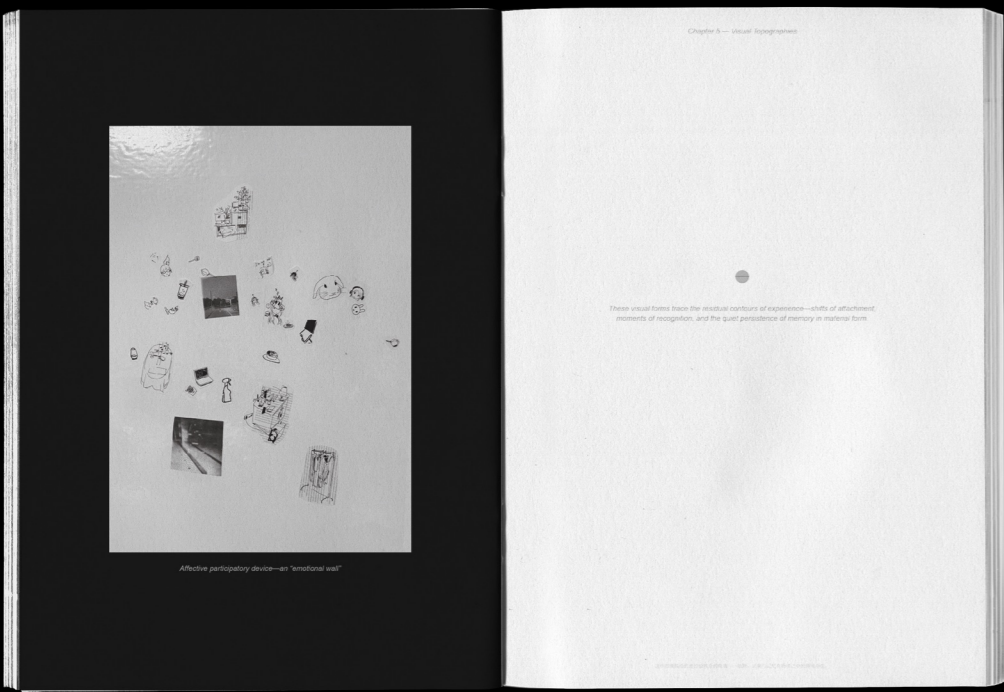 Affective participatory device—an "emotional wall"
Chapter 5— Visual Topographies
These visual forms trace the residual contours of experience—shifts of attachment,
moments of recognition, and the quiet persistence of memory in material form.